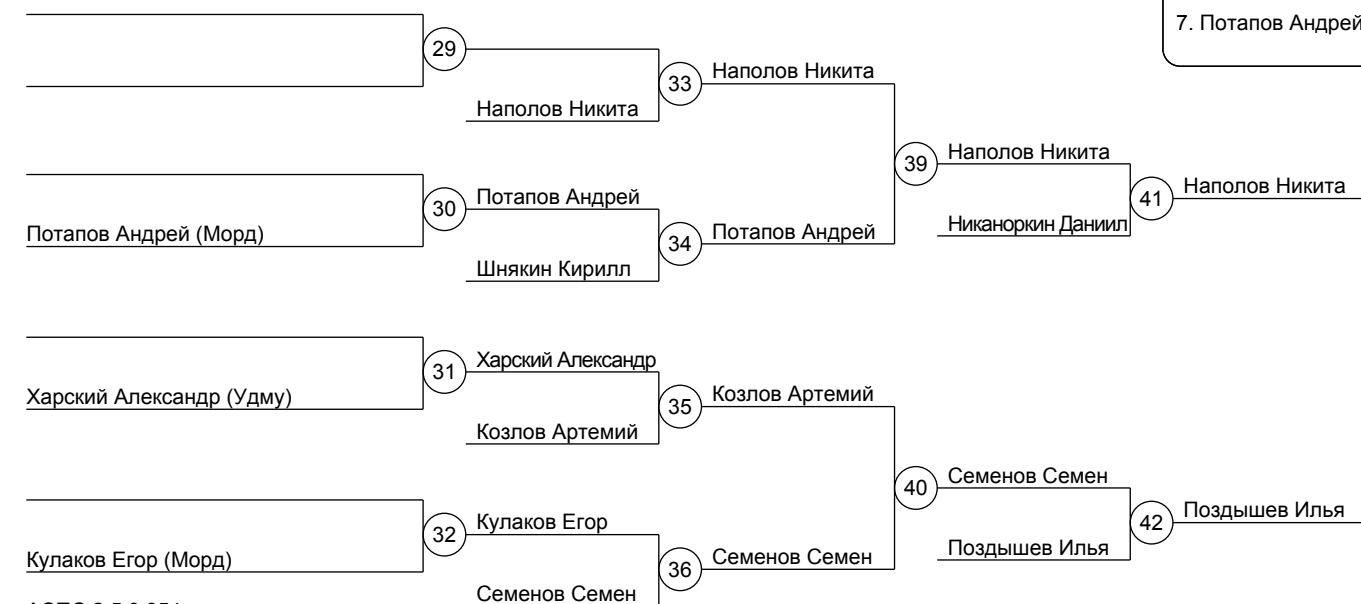 7. Потапов Андрей
29
33
Наполов Никита
Наполов Никита
39
Наполов Никита
30
Потапов Андрей
41
Наполов Никита
Потапов Андрей (Морд)
34
Потапов Андрей
Никаноркин Даниил
Шнякин Кирилл
31
Харский Александр
Харский Александр (Удму)
35
Козлов Артемий
Козлов Артемий
40
Семенов Семен
32
Кулаков Егор
42
Поздышев Илья
Кулаков Егор (Морд)
36
Семенов Семен
Поздышев Илья
Семенов Семен